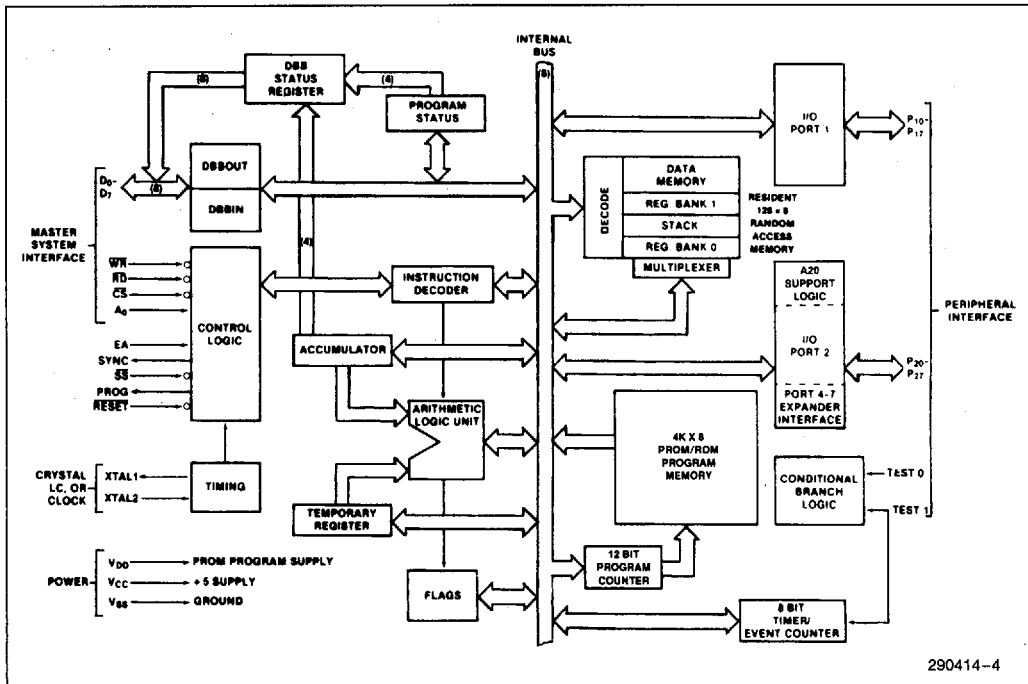 INTERNAL
BUS
(8)
DBB
STATUS
REGISTER
(8)
(4)
PROGRAM
STATUS
I/O
PORT 1
P10-
P17
DBBOUT
DBBIN
D0-
D7
(8)
(4)
MASTER
SYSTEM
INTERFACE
DECODE
DATA
MEMORY
REG. BANK 1
STACK
REG. BANK 0
MULTIPLEXER
RESIDENT
128 × 8
RANDOM
ACCESS
MEMORY
WR
RD
CS
A0
EA
SYNC
SS
PROG
RESET
CONTROL
LOGIC
INSTRUCTION
DECODER
A20
SUPPORT
LOGIC
I/O
PORT 2
PORT 4-7
EXPANDER
INTERFACE
P20-
P27
PERIPHERAL
INTERFACE
ACCUMULATOR
ARITHMETIC
LOGIC UNIT
4K X 8
PROM/ROM
PROGRAM
MEMORY
CONDITIONAL
BRANCH
LOGIC
TEST 0
TEST 1
CRYSTAL
LC, OR
CLOCK
XTAL1
XTAL2
TIMING
TEMPORARY
REGISTER
12 BIT
PROGRAM
COUNTER
POWER
VDD
PROM PROGRAM SUPPLY
VCC
+ 5 SUPPLY
VSS
GROUND
FLAGS
8 BIT
TIMER/
EVENT COUNTER
290414–4